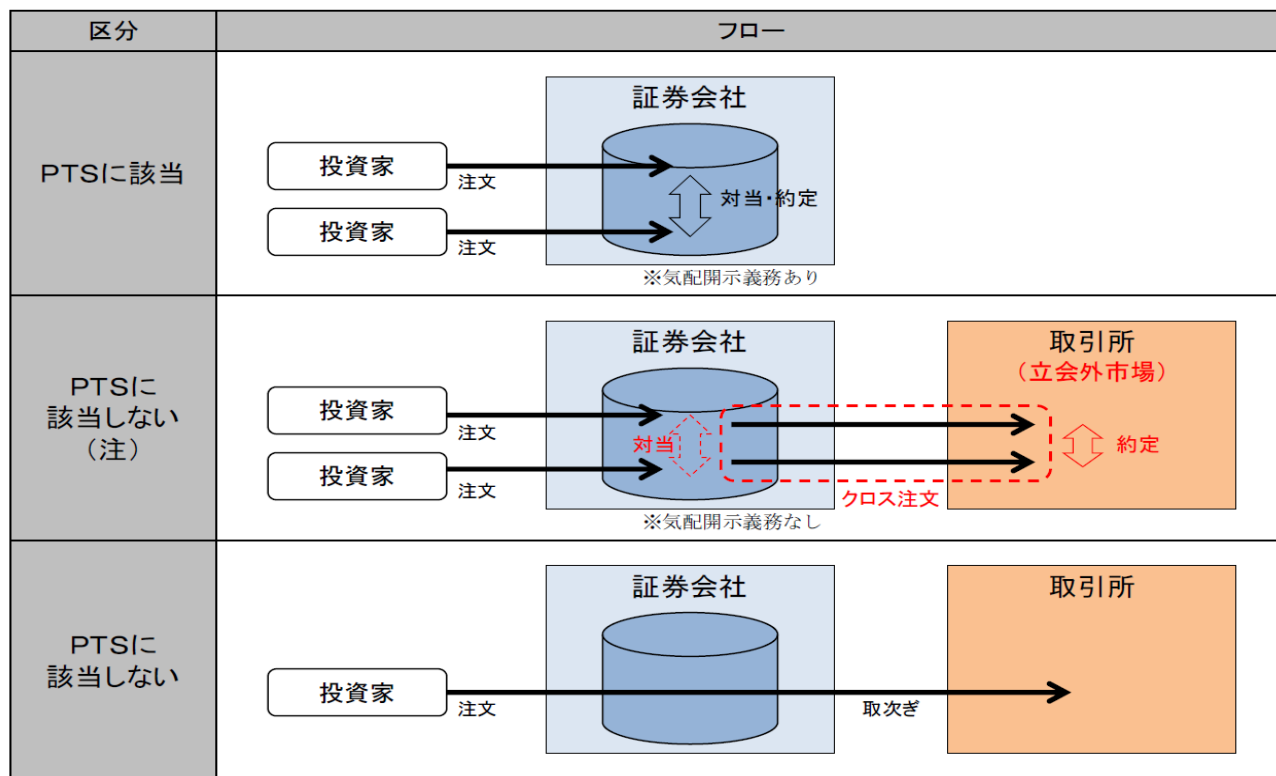 区分
フロー
PTSに該当
証券会社
投資家
注文
投資家
注文
対当・約定
※気配開示義務あり
PTSに
該当しない
（注）
証券会社
投資家
注文
投資家
注文
対当
クロス注文
※気配開示義務なし
取引所
（立会外市場）
約定
PTSに
該当しない
証券会社
投資家
注文
取次ぎ
取引所